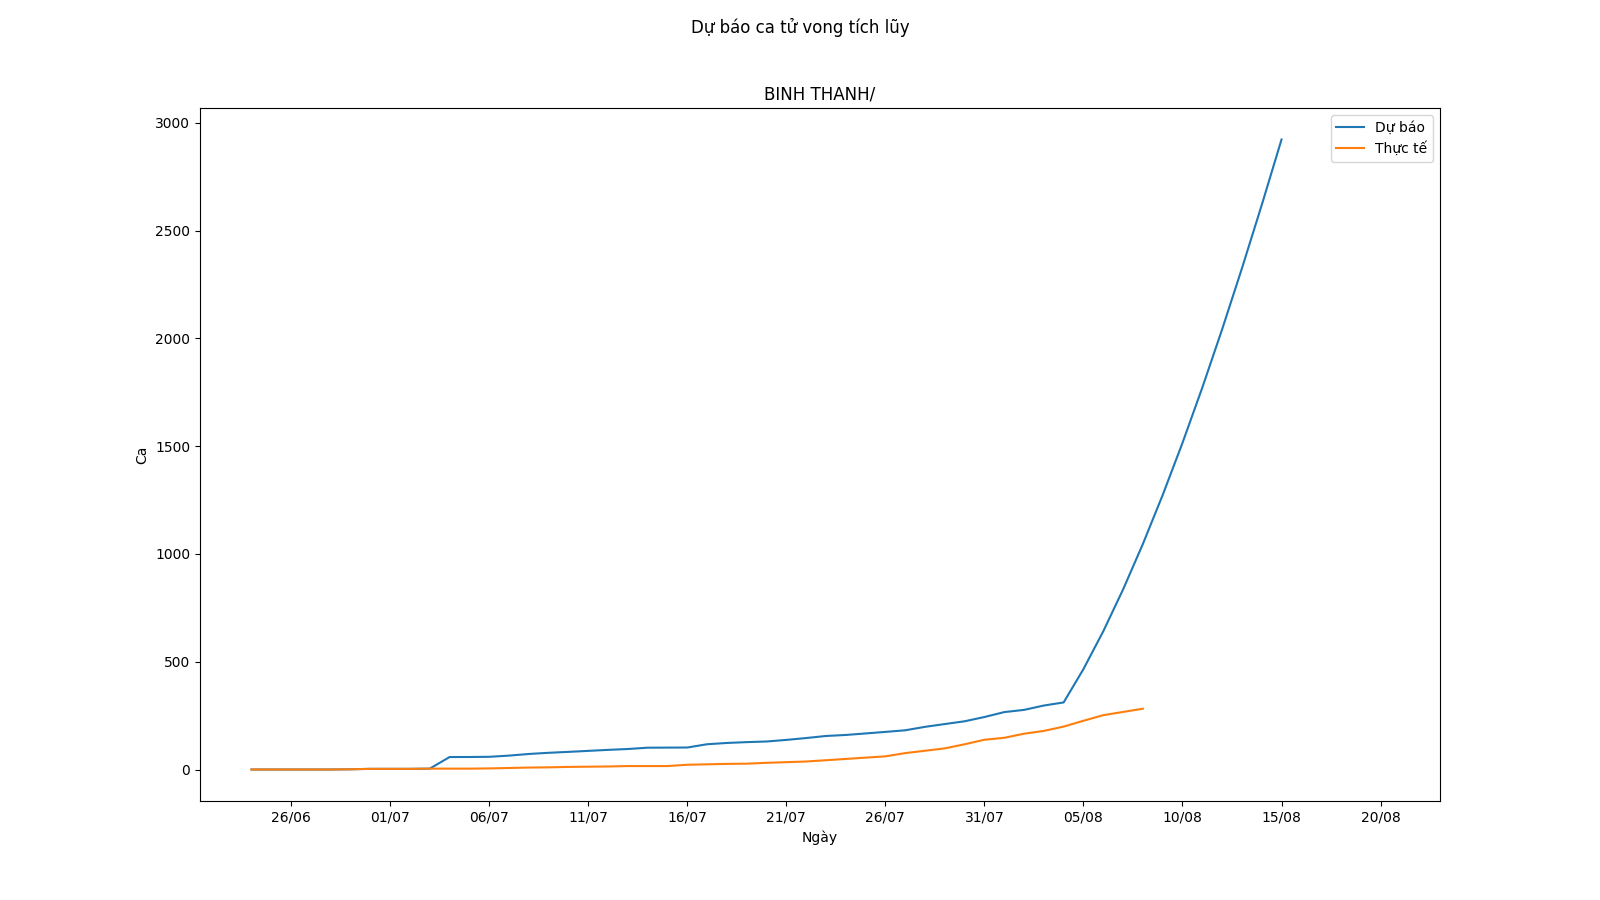 Dự báo ca tử vong tích lũy
BINH THANH/
Dự báo
Thực tế
3000
2500
2000
1500
1000
500
0
Ca
26/06 01/07 06/07 11/07 16/07 21/07 26/07 31/07 05/08 10/08 15/08 20/08
Ngày